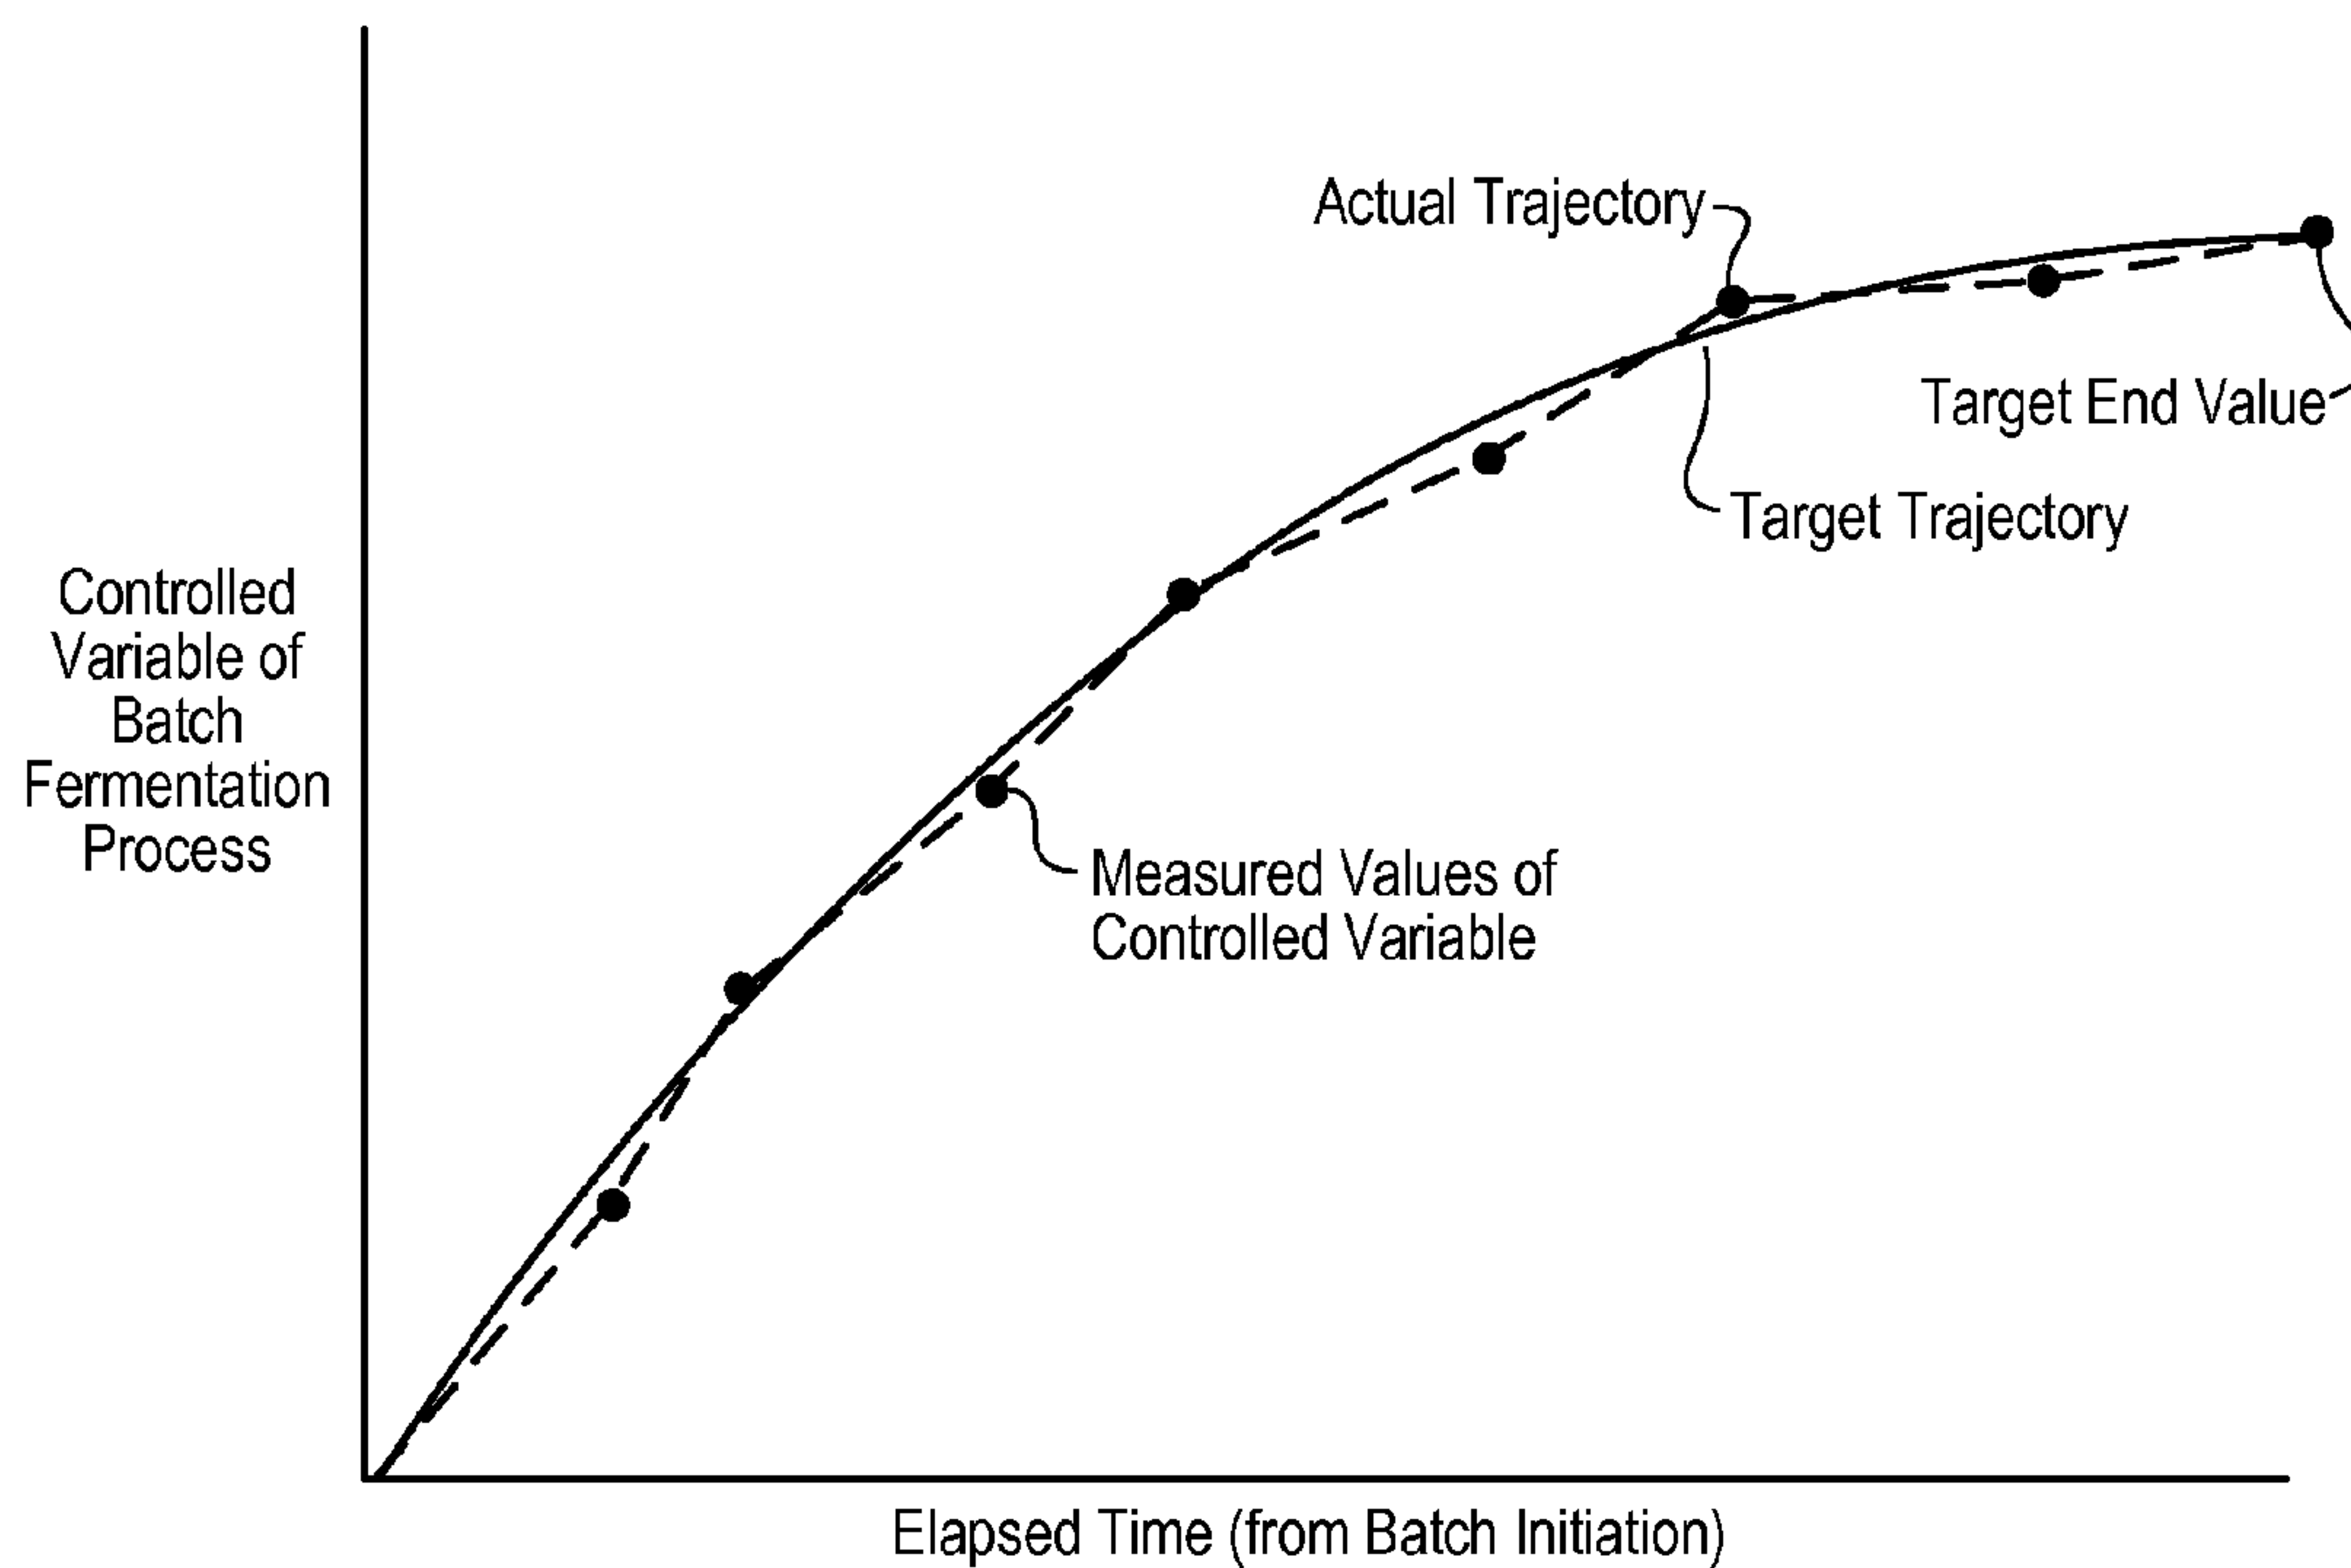 Actual Trajectory
Target End Value
Target Trajectory
Controlled
Variable of
Batch
Fermentation
Process
Measured Values of
Controlled Variable
Elapsed Time (from Batch Initiation)